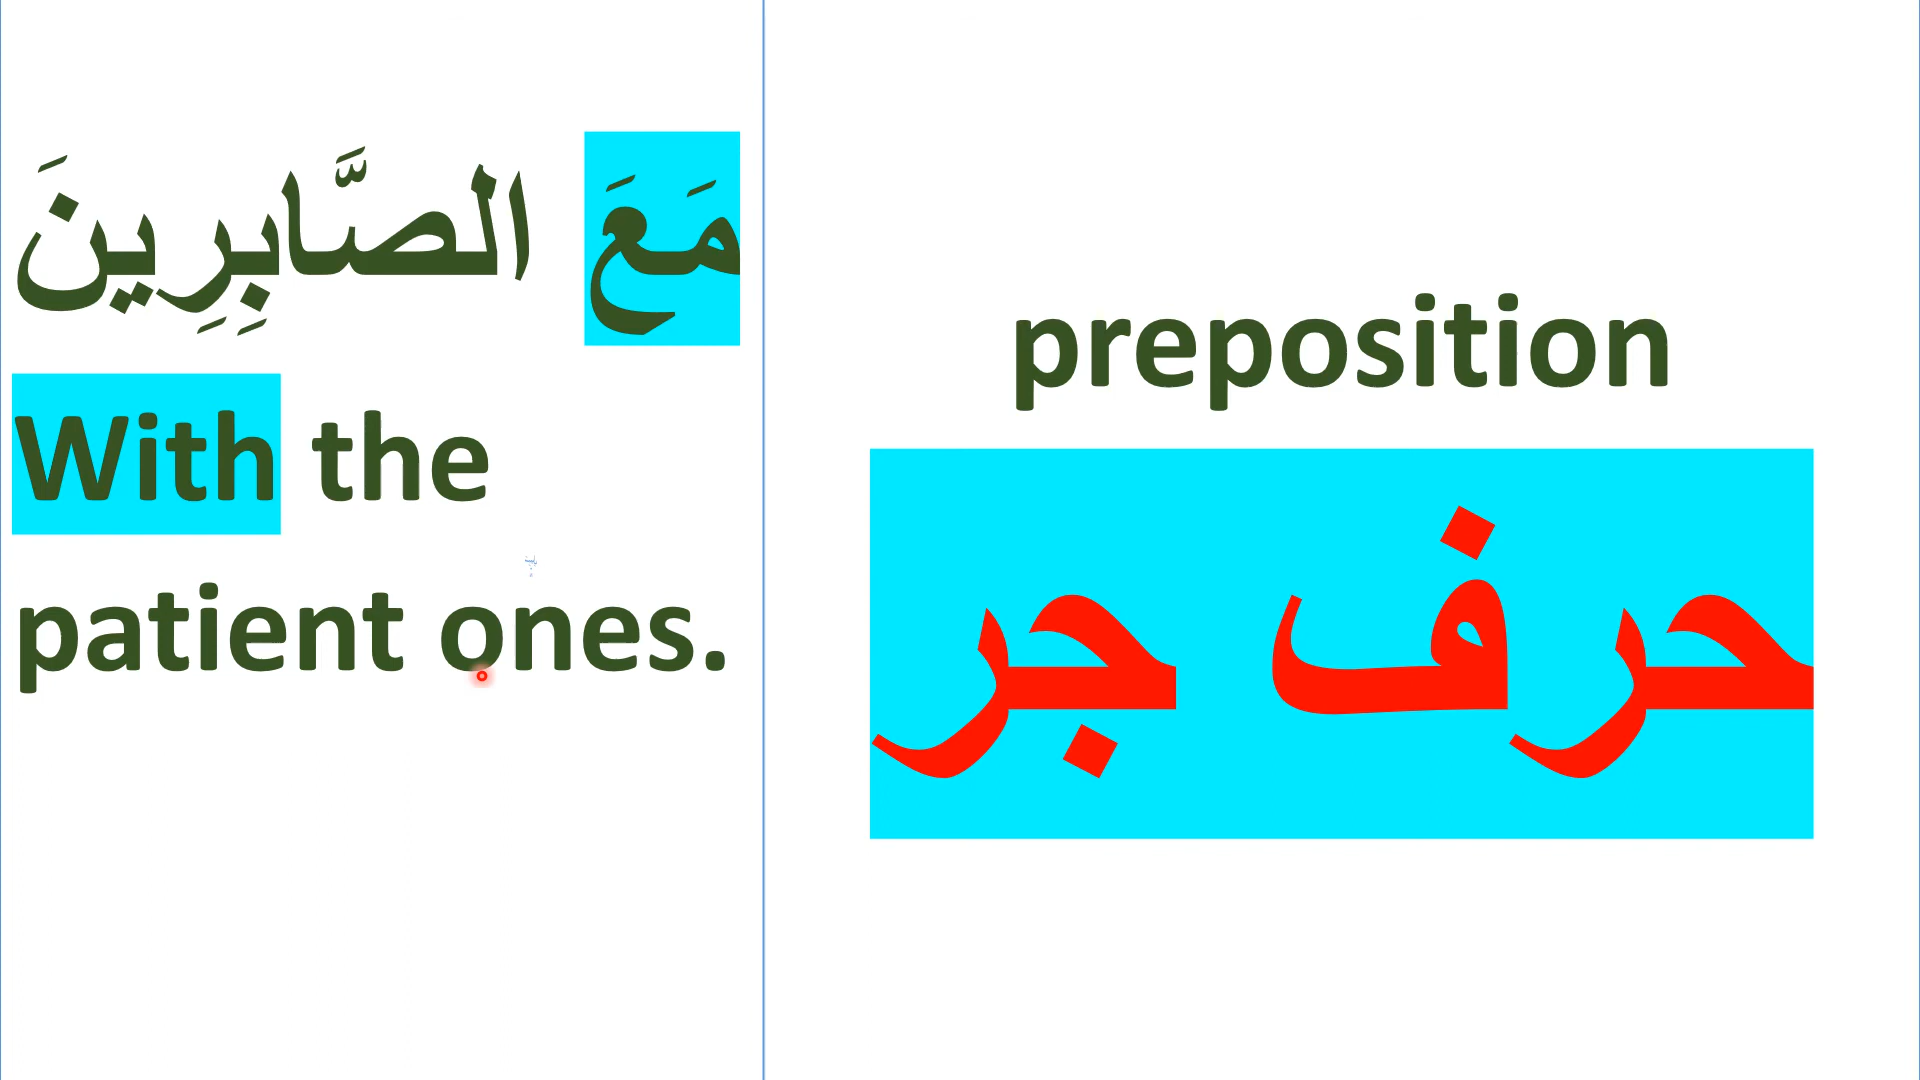 مَعَ الصَّابِرِينَ
With the
patient ones.
preposition
حرف جر